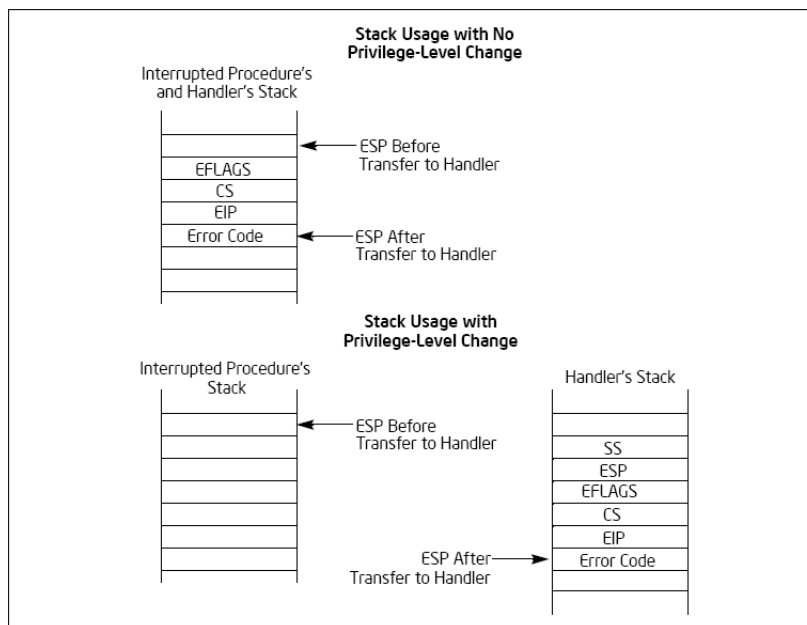 Stack Usage with No
Privilege-Level Change
Interrupted Procedure's
and Handler's Stack
ESP Before
Transfer to Handler
EFLAGS
CS
EIP
Error Code
ESP After
Transfer to Handler
Stack Usage with
Privilege-Level Change
Interrupted Procedure's
Stack
Handler's Stack
ESP Before
Transfer to Handler
SS
ESP
EFLAGS
CS
EIP
ESP After
Transfer to Handler
Error Code